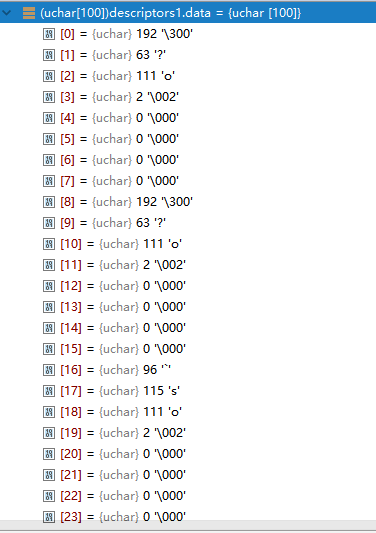 (uchar[100])descriptors1.data = {uchar [100]}
[0] = {uchar} 192 '\300'
[1] = {uchar} 63 '?'
[2] = {uchar} 111 'o'
[3] = {uchar} 2 '\002'
[4] = {uchar} 0 '\000'
[5] = {uchar} 0 '\000'
[6] = {uchar} 0 '\000'
[7] = {uchar} 0 '\000'
[8] = {uchar} 192 '\300'
[9] = {uchar} 63 '?'
[10] = {uchar} 111 'o'
[11] = {uchar} 2 '\002'
[12] = {uchar} 0 '\000'
[13] = {uchar} 0 '\000'
[14] = {uchar} 0 '\000'
[15] = {uchar} 0 '\000'
[16] = {uchar} 96 '`'
[17] = {uchar} 115 's'
[18] = {uchar} 111 'o'
[19] = {uchar} 2 '\002'
[20] = {uchar} 0 '\000'
[21] = {uchar} 0 '\000'
[22] = {uchar} 0 '\000'
[23] = {uchar} 0 '\000'